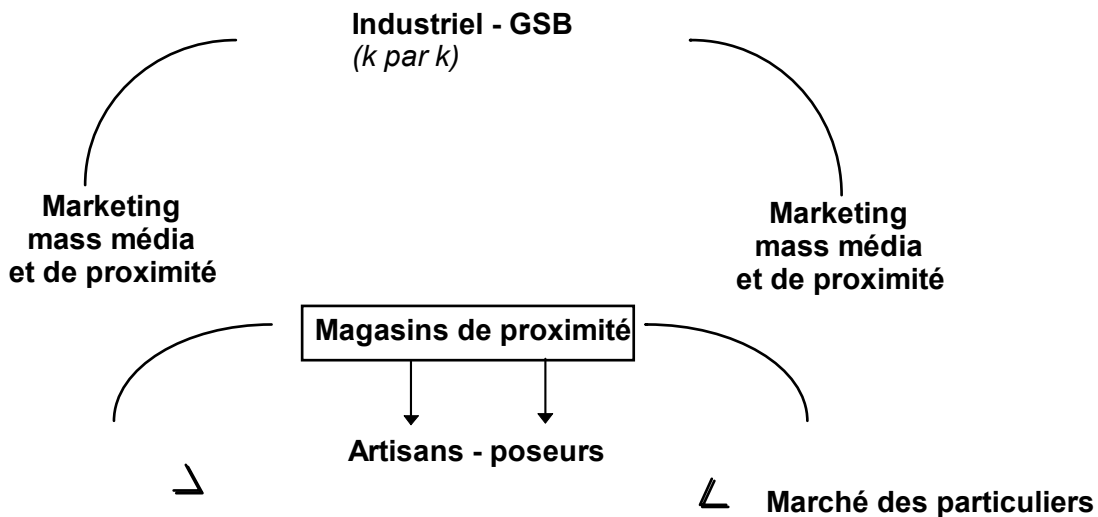 Industriel - GSB
(k par k)
Marketing
mass média
et de proximité
Marketing
mass média
et de proximité
Magasins de proximité
Artisans - poseurs
Marché des particuliers